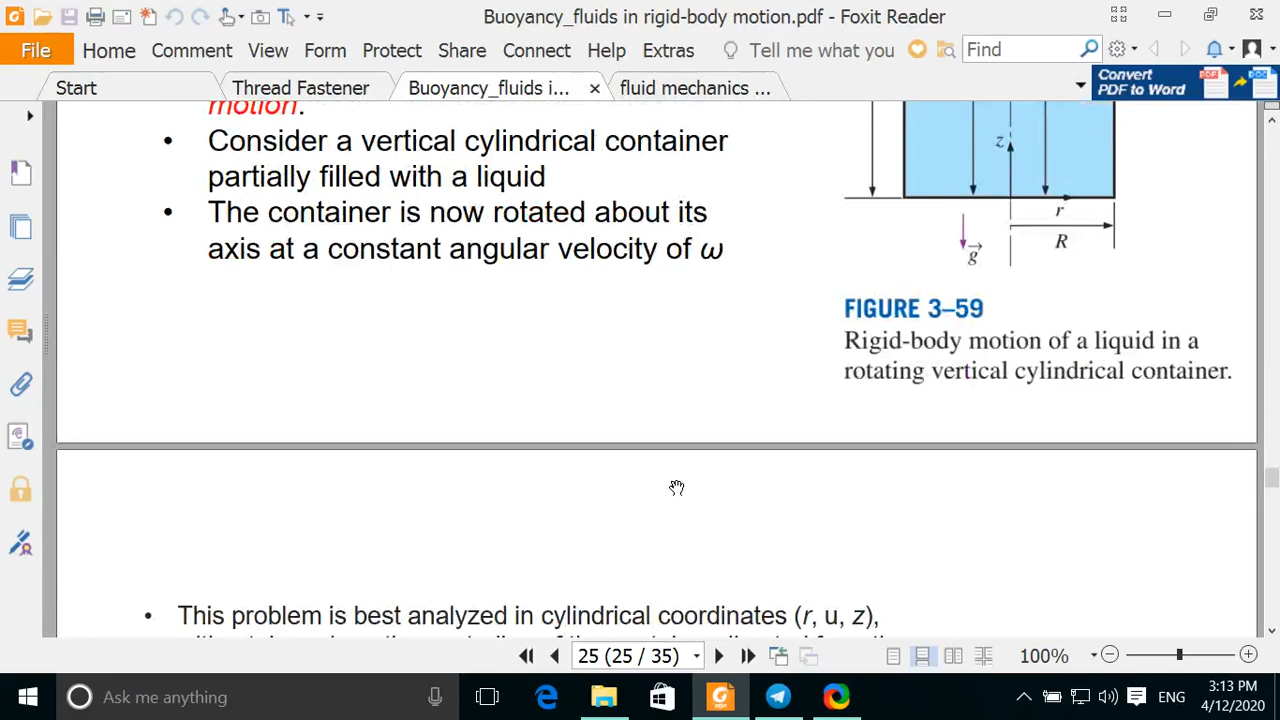 Buoyancy_fluids in rigid-body motion.pdf - Foxit Reader
File Home Comment View Form Protect Share Connect Help Extras Tell me what you Find
Start Thread Fastener Buoyancy_fluids i... × fluid mechanics ... Convert PDF to Word
motion.
• Consider a vertical cylindrical container
partially filled with a liquid
• The container is now rotated about its
axis at a constant angular velocity of ω
z
r
R
g
FIGURE 3–59
Rigid-body motion of a liquid in a
rotating vertical cylindrical container.
• This problem is best analyzed in cylindrical coordinates (r, u, z),
25 (25 / 35) 100%
Ask me anything ENG 3:13 PM
4/12/2020